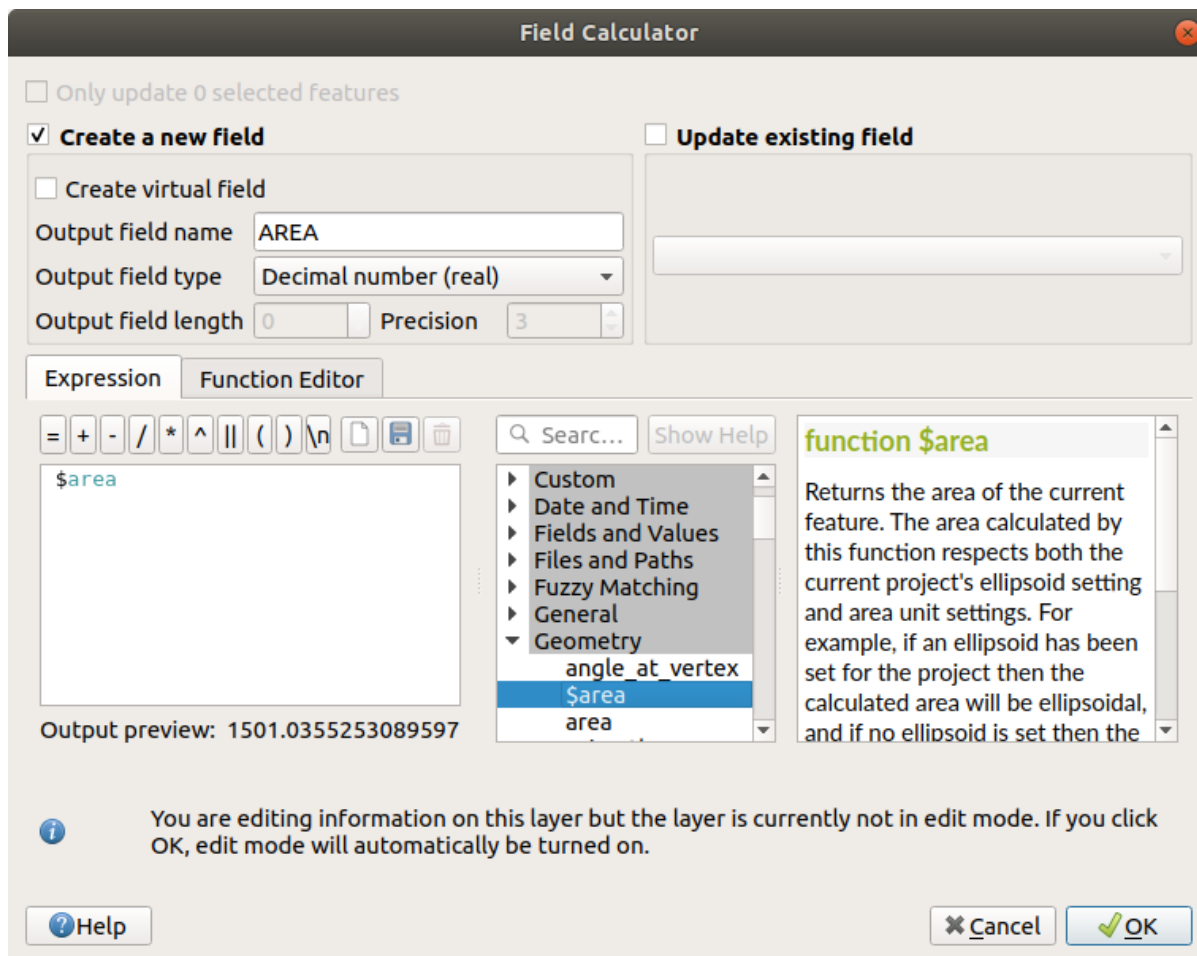 Field Calculator
Only update 0 selected features
Create a new field
Update existing field
Create virtual field
Output field name AREA
Output field type Decimal number (real)
Output field length 0 Precision 3
Expression Function Editor
= + - / * ^ || ( ) \n
Searc... Show Help
$area
Custom
Date and Time
Fields and Values
Files and Paths
Fuzzy Matching
General
Geometry
angle_at_vertex
$area
area
function $area
Returns the area of the current
feature. The area calculated by
this function respects both the
current project's ellipsoid setting
and area unit settings. For
example, if an ellipsoid has been
set for the project then the
calculated area will be ellipsoidal,
and if no ellipsoid is set then the
Output preview: 1501.0355253089597
You are editing information on this layer but the layer is currently not in edit mode. If you click
OK, edit mode will automatically be turned on.
Help Cancel OK